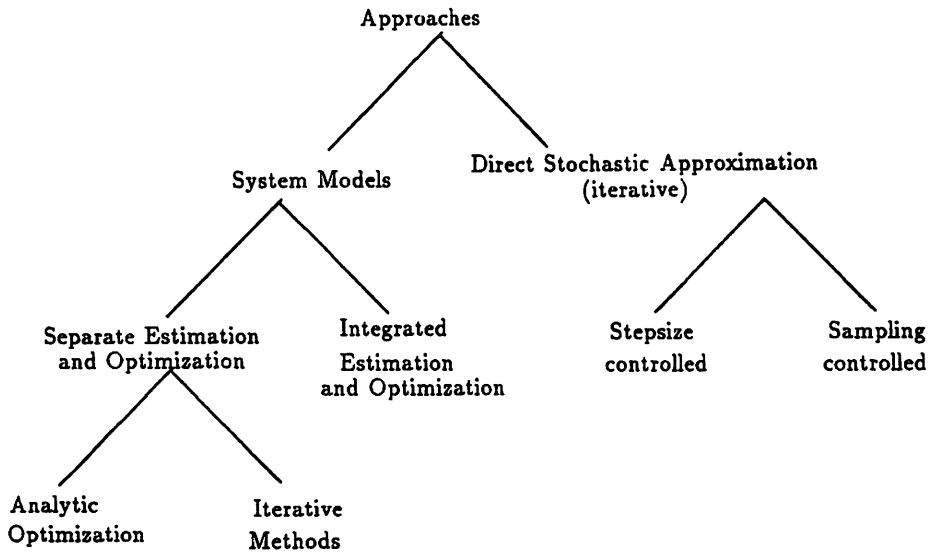 Approaches
System Models
Direct Stochastic Approximation
(iterative)
Separate Estimation
and Optimization
Integrated
Estimation
and Optimization
Stepsize
controlled
Sampling
controlled
Analytic
Optimization
Iterative
Methods